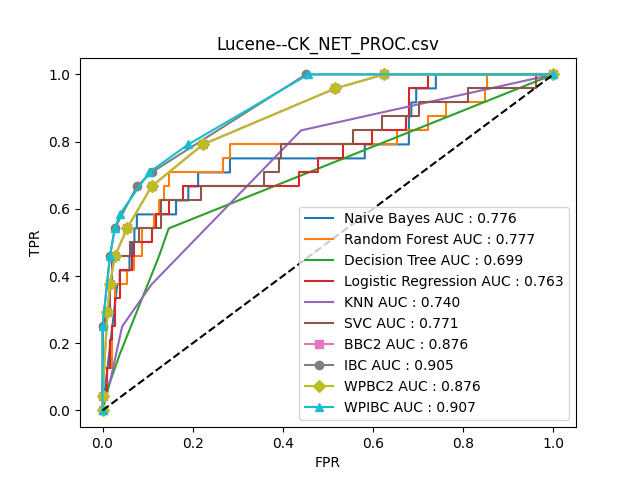 Lucene--CK_NET_PROC.csv
1.0
0.8
0.6
0.4
0.2
0.0
TPR
Naive Bayes AUC : 0.776
Random Forest AUC : 0.777
Decision Tree AUC : 0.699
Logistic Regression AUC : 0.763
KNN AUC : 0.740
SVC AUC : 0.771
BBC2 AUC : 0.876
IBC AUC : 0.905
WPBC2 AUC : 0.876
WPIBC AUC : 0.907
0.0 0.2 0.4 0.6 0.8 1.0
FPR